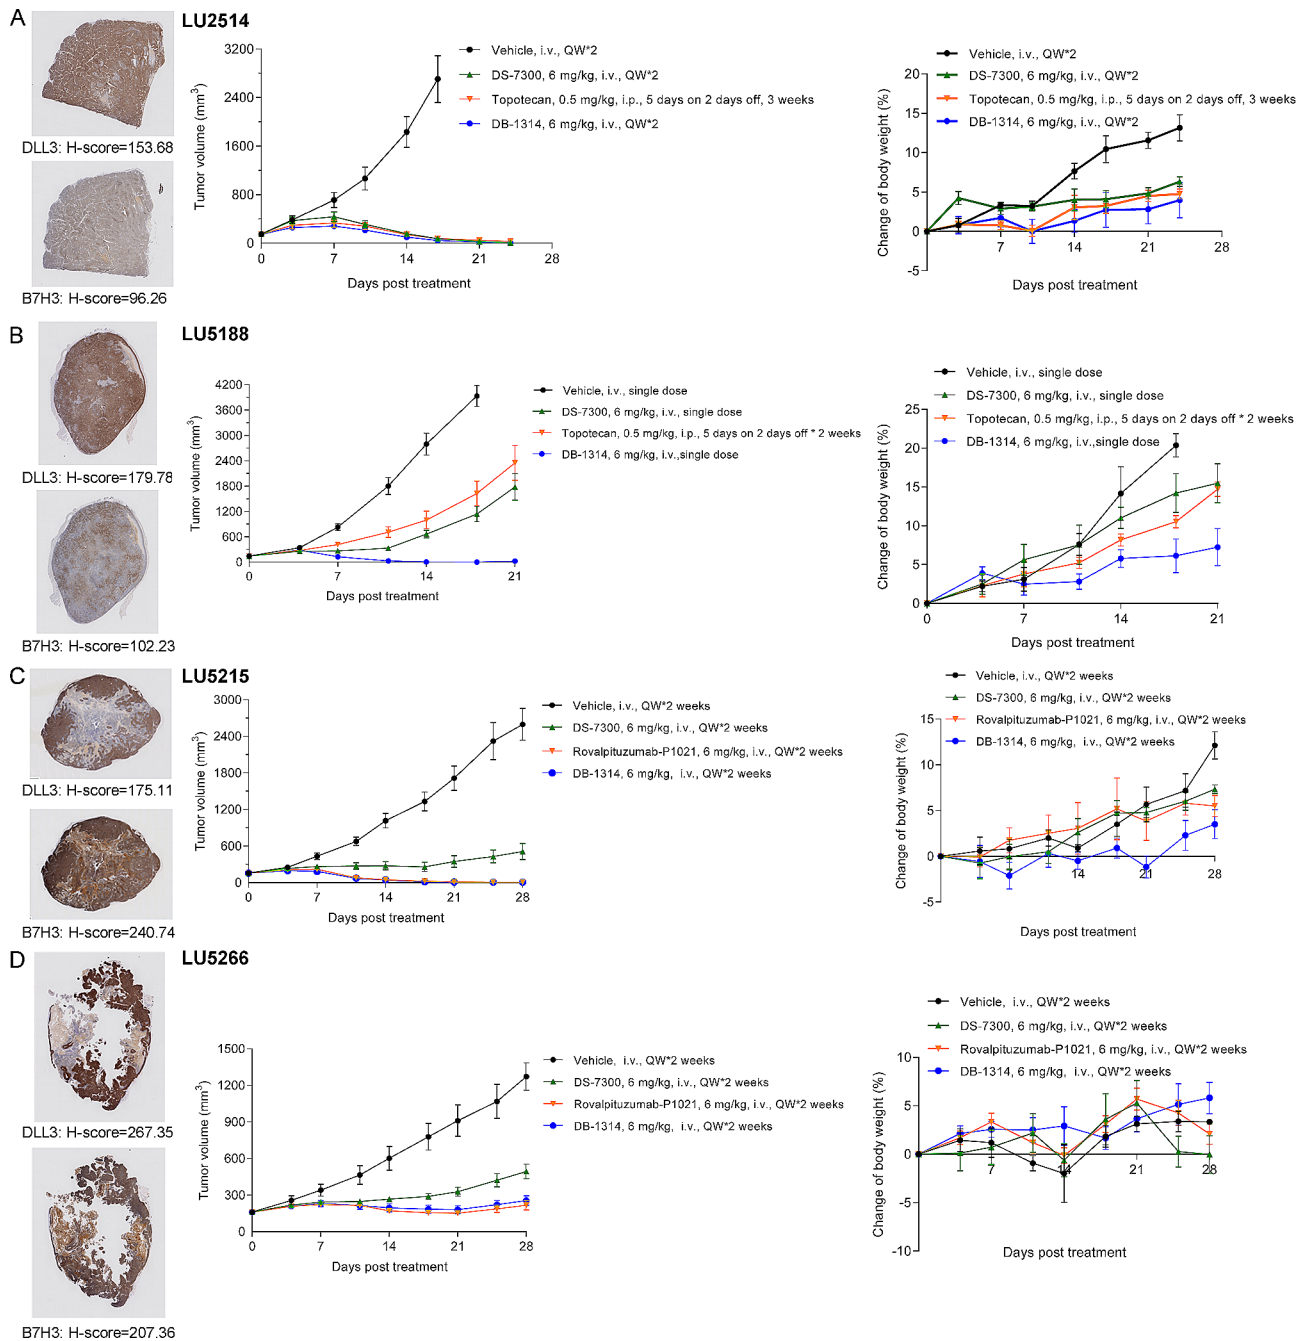 A
LU2514
DLL3: H-score=153.68
B7H3: H-score=96.26
Tumor volume (mm³)
3200
2400
1600
800
0
0 7 14 21 28
Days post treatment
Vehicle, i.v., QW*2
DS-7300, 6 mg/kg, i.v., QW*2
Topotecan, 0.5 mg/kg, i.p., 5 days on 2 days off, 3 weeks
DB-1314, 6 mg/kg, i.v., QW*2
Change of body weight (%)
20
15
10
5
0
-5
7 14 21 28
Days post treatment
Vehicle, i.v., QW*2
DS-7300, 6 mg/kg, i.v., QW*2
Topotecan, 0.5 mg/kg, i.p., 5 days on 2 days off, 3 weeks
DB-1314, 6 mg/kg, i.v., QW*2
B
LU5188
DLL3: H-score=179.78
B7H3: H-score=102.23
Tumor volume (mm³)
4200
3600
3000
2400
1800
1200
600
0
0 7 14 21
Days post treatment
Vehicle, i.v., single dose
DS-7300, 6 mg/kg, i.v., single dose
Topotecan, 0.5 mg/kg, i.p., 5 days on 2 days off * 2 weeks
DB-1314, 6 mg/kg, i.v.,single dose
Change of body weight (%)
25
20
15
10
5
0
0 7 14 21
Days post treatment
Vehicle, i.v., single dose
DS-7300, 6 mg/kg, i.v., single dose
Topotecan, 0.5 mg/kg, i.p., 5 days on 2 days off * 2 weeks
DB-1314, 6 mg/kg, i.v.,single dose
C
LU5215
DLL3: H-score=175.11
B7H3: H-score=240.74
Tumor volume (mm³)
3000
2400
1800
1200
600
0
0 7 14 21 28
Days post treatment
Vehicle, i.v., QW*2 weeks
DS-7300, 6 mg/kg, i.v., QW*2 weeks
Rovalpituzumab-P1021, 6 mg/kg, i.v., QW*2 weeks
DB-1314, 6 mg/kg, i.v., QW*2 weeks
Change of body weight (%)
15
10
5
0
-5
14 21 28
Days post treatment
Vehicle, i.v., QW*2 weeks
DS-7300, 6 mg/kg, i.v., QW*2 weeks
Rovalpituzumab-P1021, 6 mg/kg, i.v., QW*2 weeks
DB-1314, 6 mg/kg, i.v., QW*2 weeks
D
LU5266
DLL3: H-score=267.35
B7H3: H-score=207.36
Tumor volume (mm³)
1500
1200
900
600
300
0
0 7 14 21 28
Days post treatment
Vehicle, i.v., QW*2 weeks
DS-7300, 6 mg/kg, i.v., QW*2 weeks
Rovalpituzumab-P1021, 6 mg/kg, i.v., QW*2 weeks
DB-1314, 6 mg/kg, i.v., QW*2 weeks
Change of body weight (%)
10
5
0
-5
-10
7 14 21 28
Days post treatment
Vehicle, i.v., QW*2 weeks
DS-7300, 6 mg/kg, i.v., QW*2 weeks
Rovalpituzumab-P1021, 6 mg/kg, i.v., QW*2 weeks
DB-1314, 6 mg/kg, i.v., QW*2 weeks